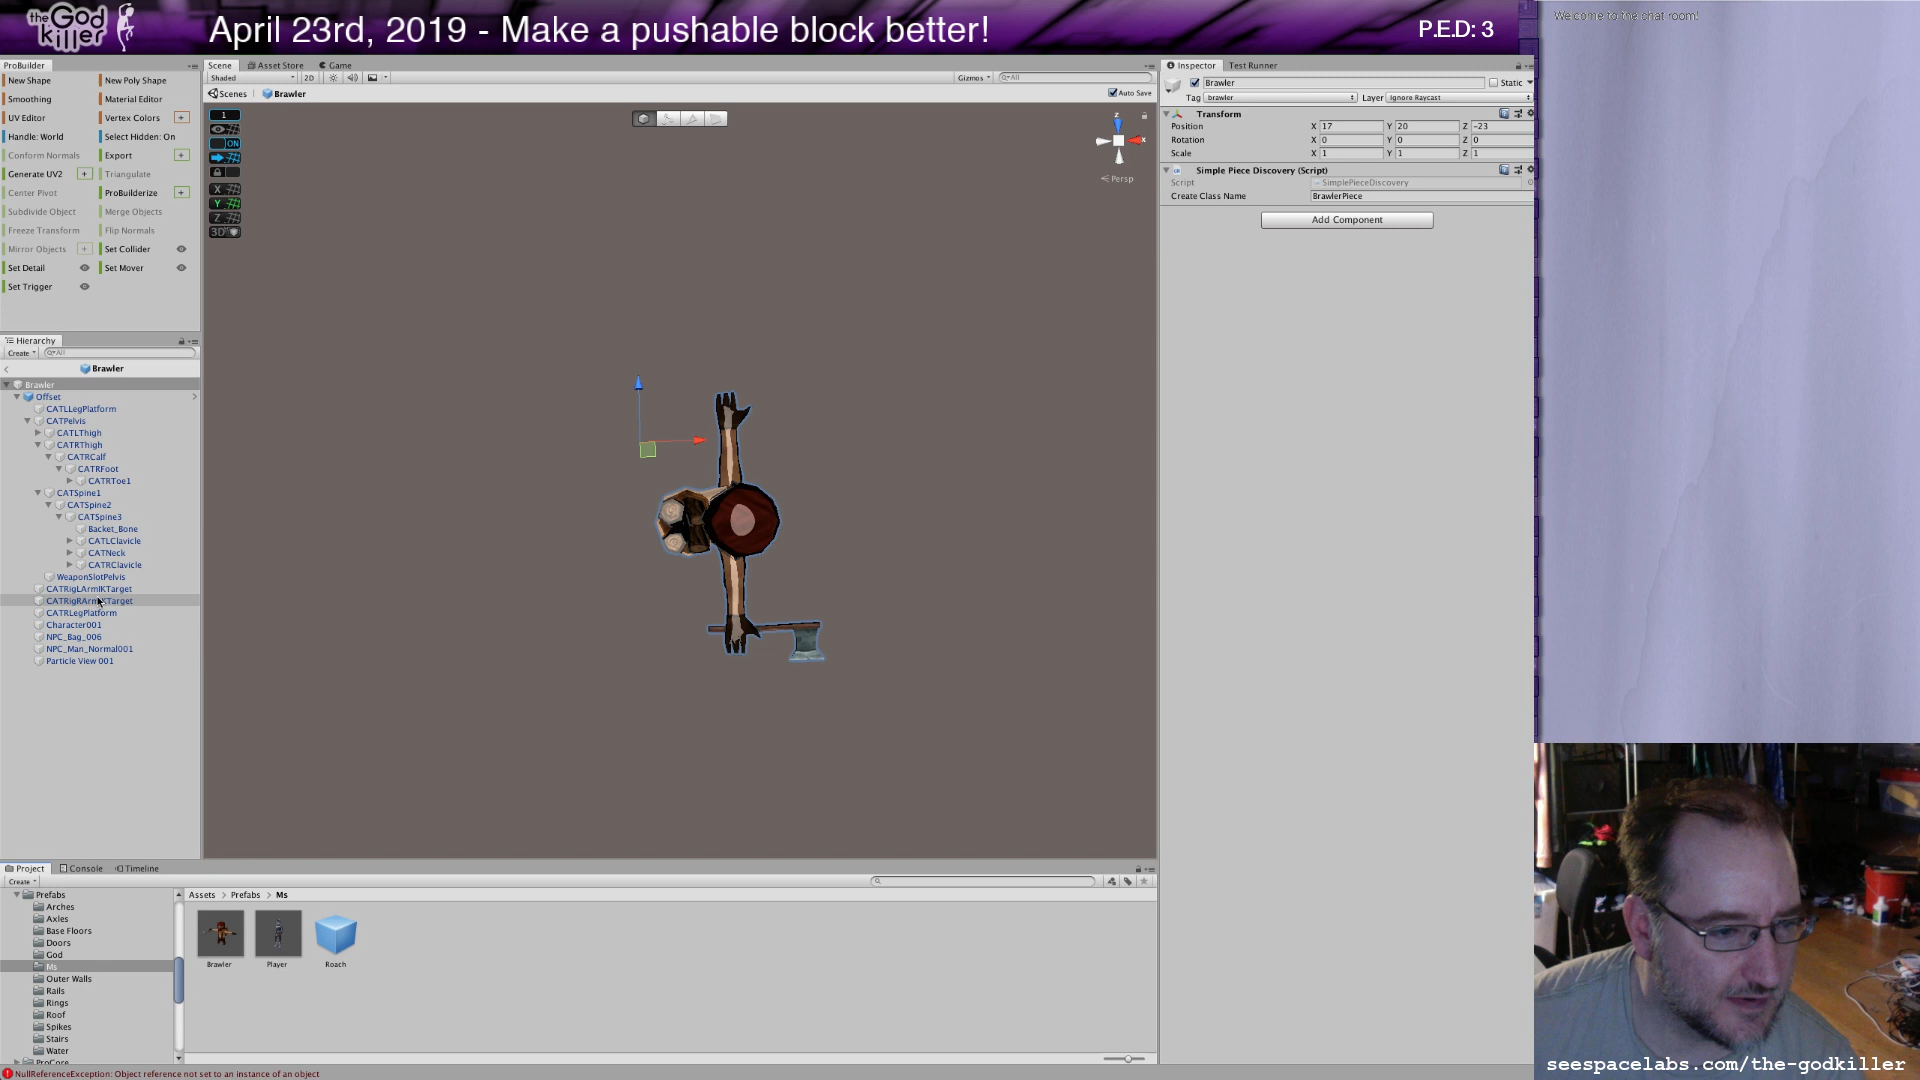 the God killer
April 23rd, 2019 - Make a pushable block better!
P.E.D: 3
ProBuilder
New Shape
New Poly Shape
Smoothing
Material Editor
UV Editor
Vertex Colors
+
Handle: World
Select Hidden: On
Conform Normals
Export
+
Generate UV2
+
Triangulate
Center Pivot
ProBuilderize
+
Subdivide Object
Merge Objects
Freeze Transform
Flip Normals
Mirror Objects
+
Set Collider
Set Detail
Set Mover
Set Trigger
Hierarchy
Create
All
Brawler
Brawler
Offset
CATLLegPlatform
CATPelvis
CATLThigh
CATRThigh
CATRCalf
CATRFoot
CATRToe1
CATSpine1
CATSpine2
CATSpine3
Backet_Bone
CATLClavicle
CATNeck
CATRClavicle
WeaponSlotPelvis
CATRigLArmIKTarget
CATRigRArmIKTarget
CATRLegPlatform
Character001
NPC_Bag_006
NPC_Man_Normal001
Particle View 001
Scene
Asset Store
Game
Shaded
2D
Gizmos
All
Scenes
Brawler
Auto Save
1
ON
X
Y
Z
3D
z
x
Persp
Inspector
Test Runner
Brawler
Static
Tag brawler
Layer Ignore Raycast
Transform
Position X 17 Y 20 Z -23
Rotation X 0 Y 0 Z 0
Scale X 1 Y 1 Z 1
Simple Piece Discovery (Script)
Script SimplePieceDiscovery
Create Class Name BrawlerPiece
Add Component
Project
Console
Timeline
Create
Prefabs
Arches
Axles
Base Floors
Doors
God
Ms
Outer Walls
Rails
Rings
Roof
Spikes
Stairs
Water
ProCore
Assets > Prefabs > Ms
Brawler
Player
Roach
NullReferenceException: Object reference not set to an instance of an object
Welcome to the chat room!
seespacelabs.com/the-godkiller